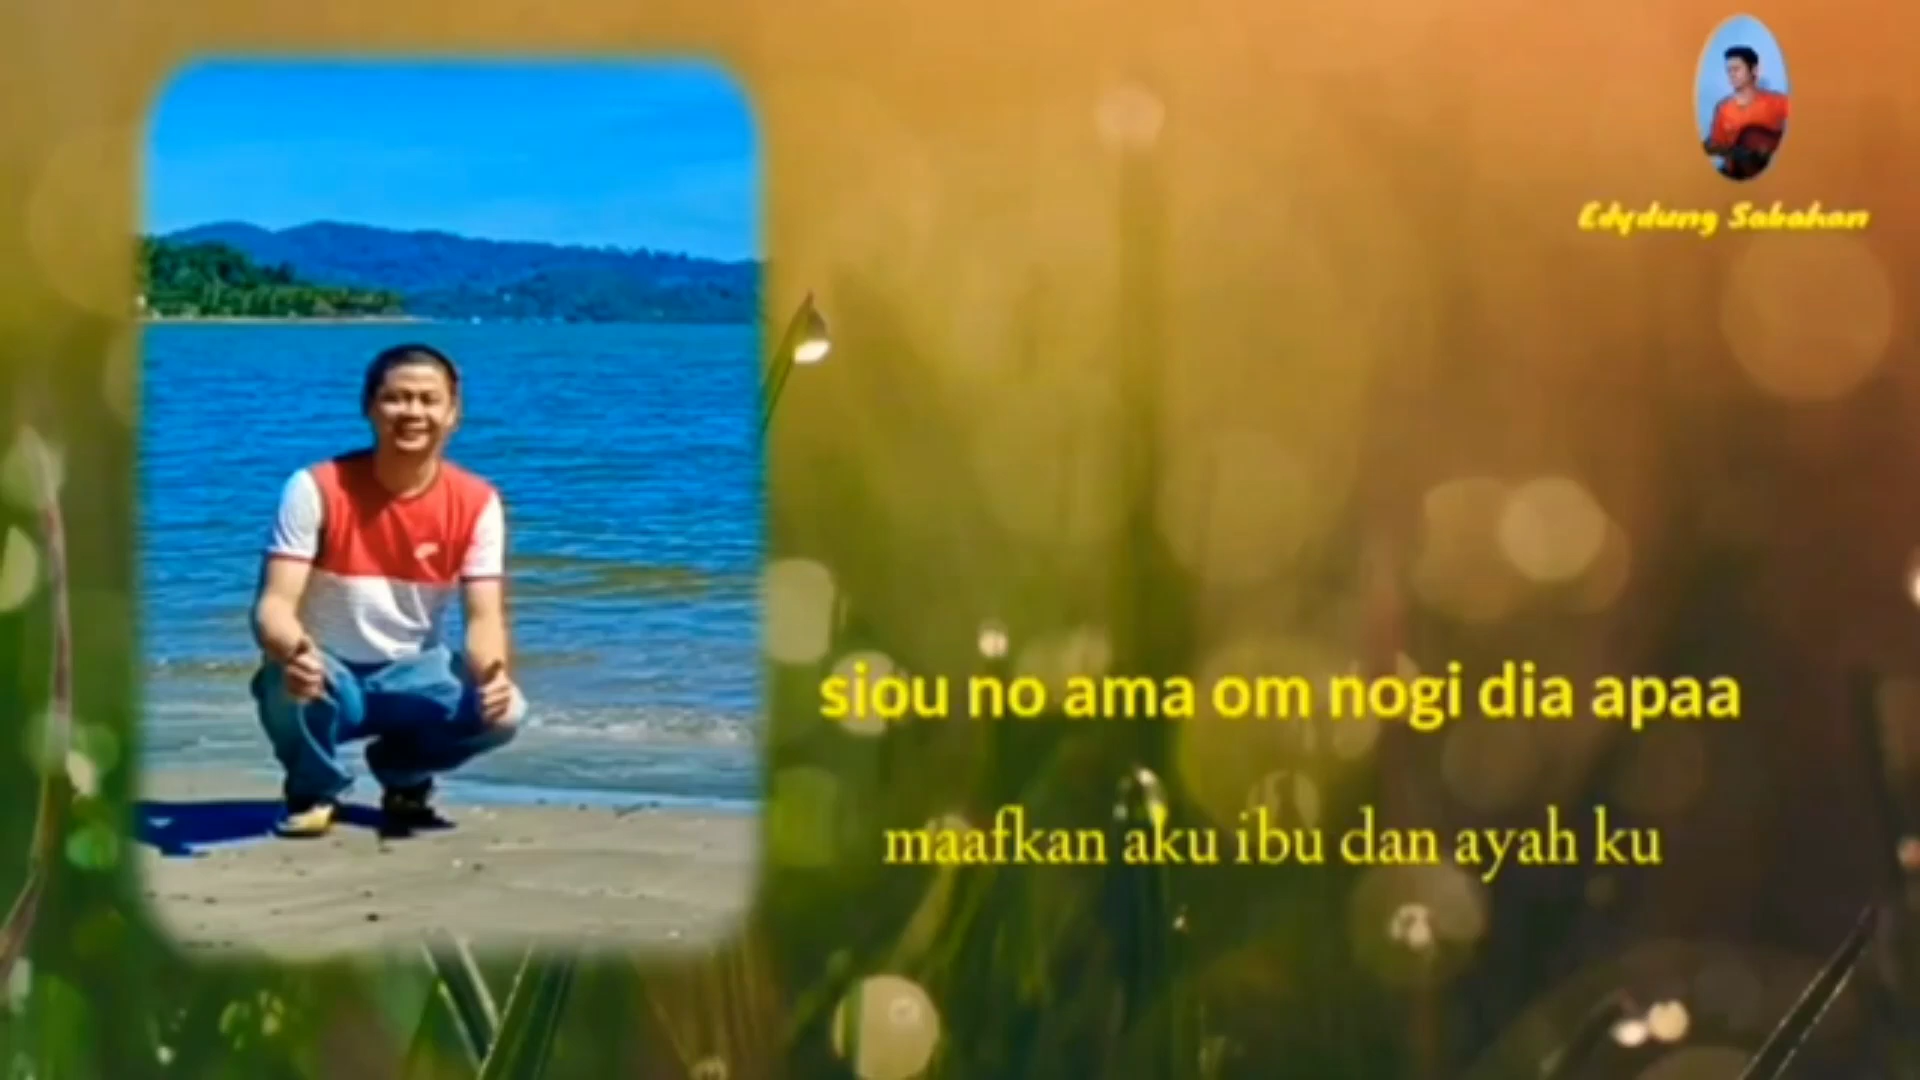 Edydung Sabahan
siou no ama om nogi dia apaa
maafkan aku ibu dan ayah ku